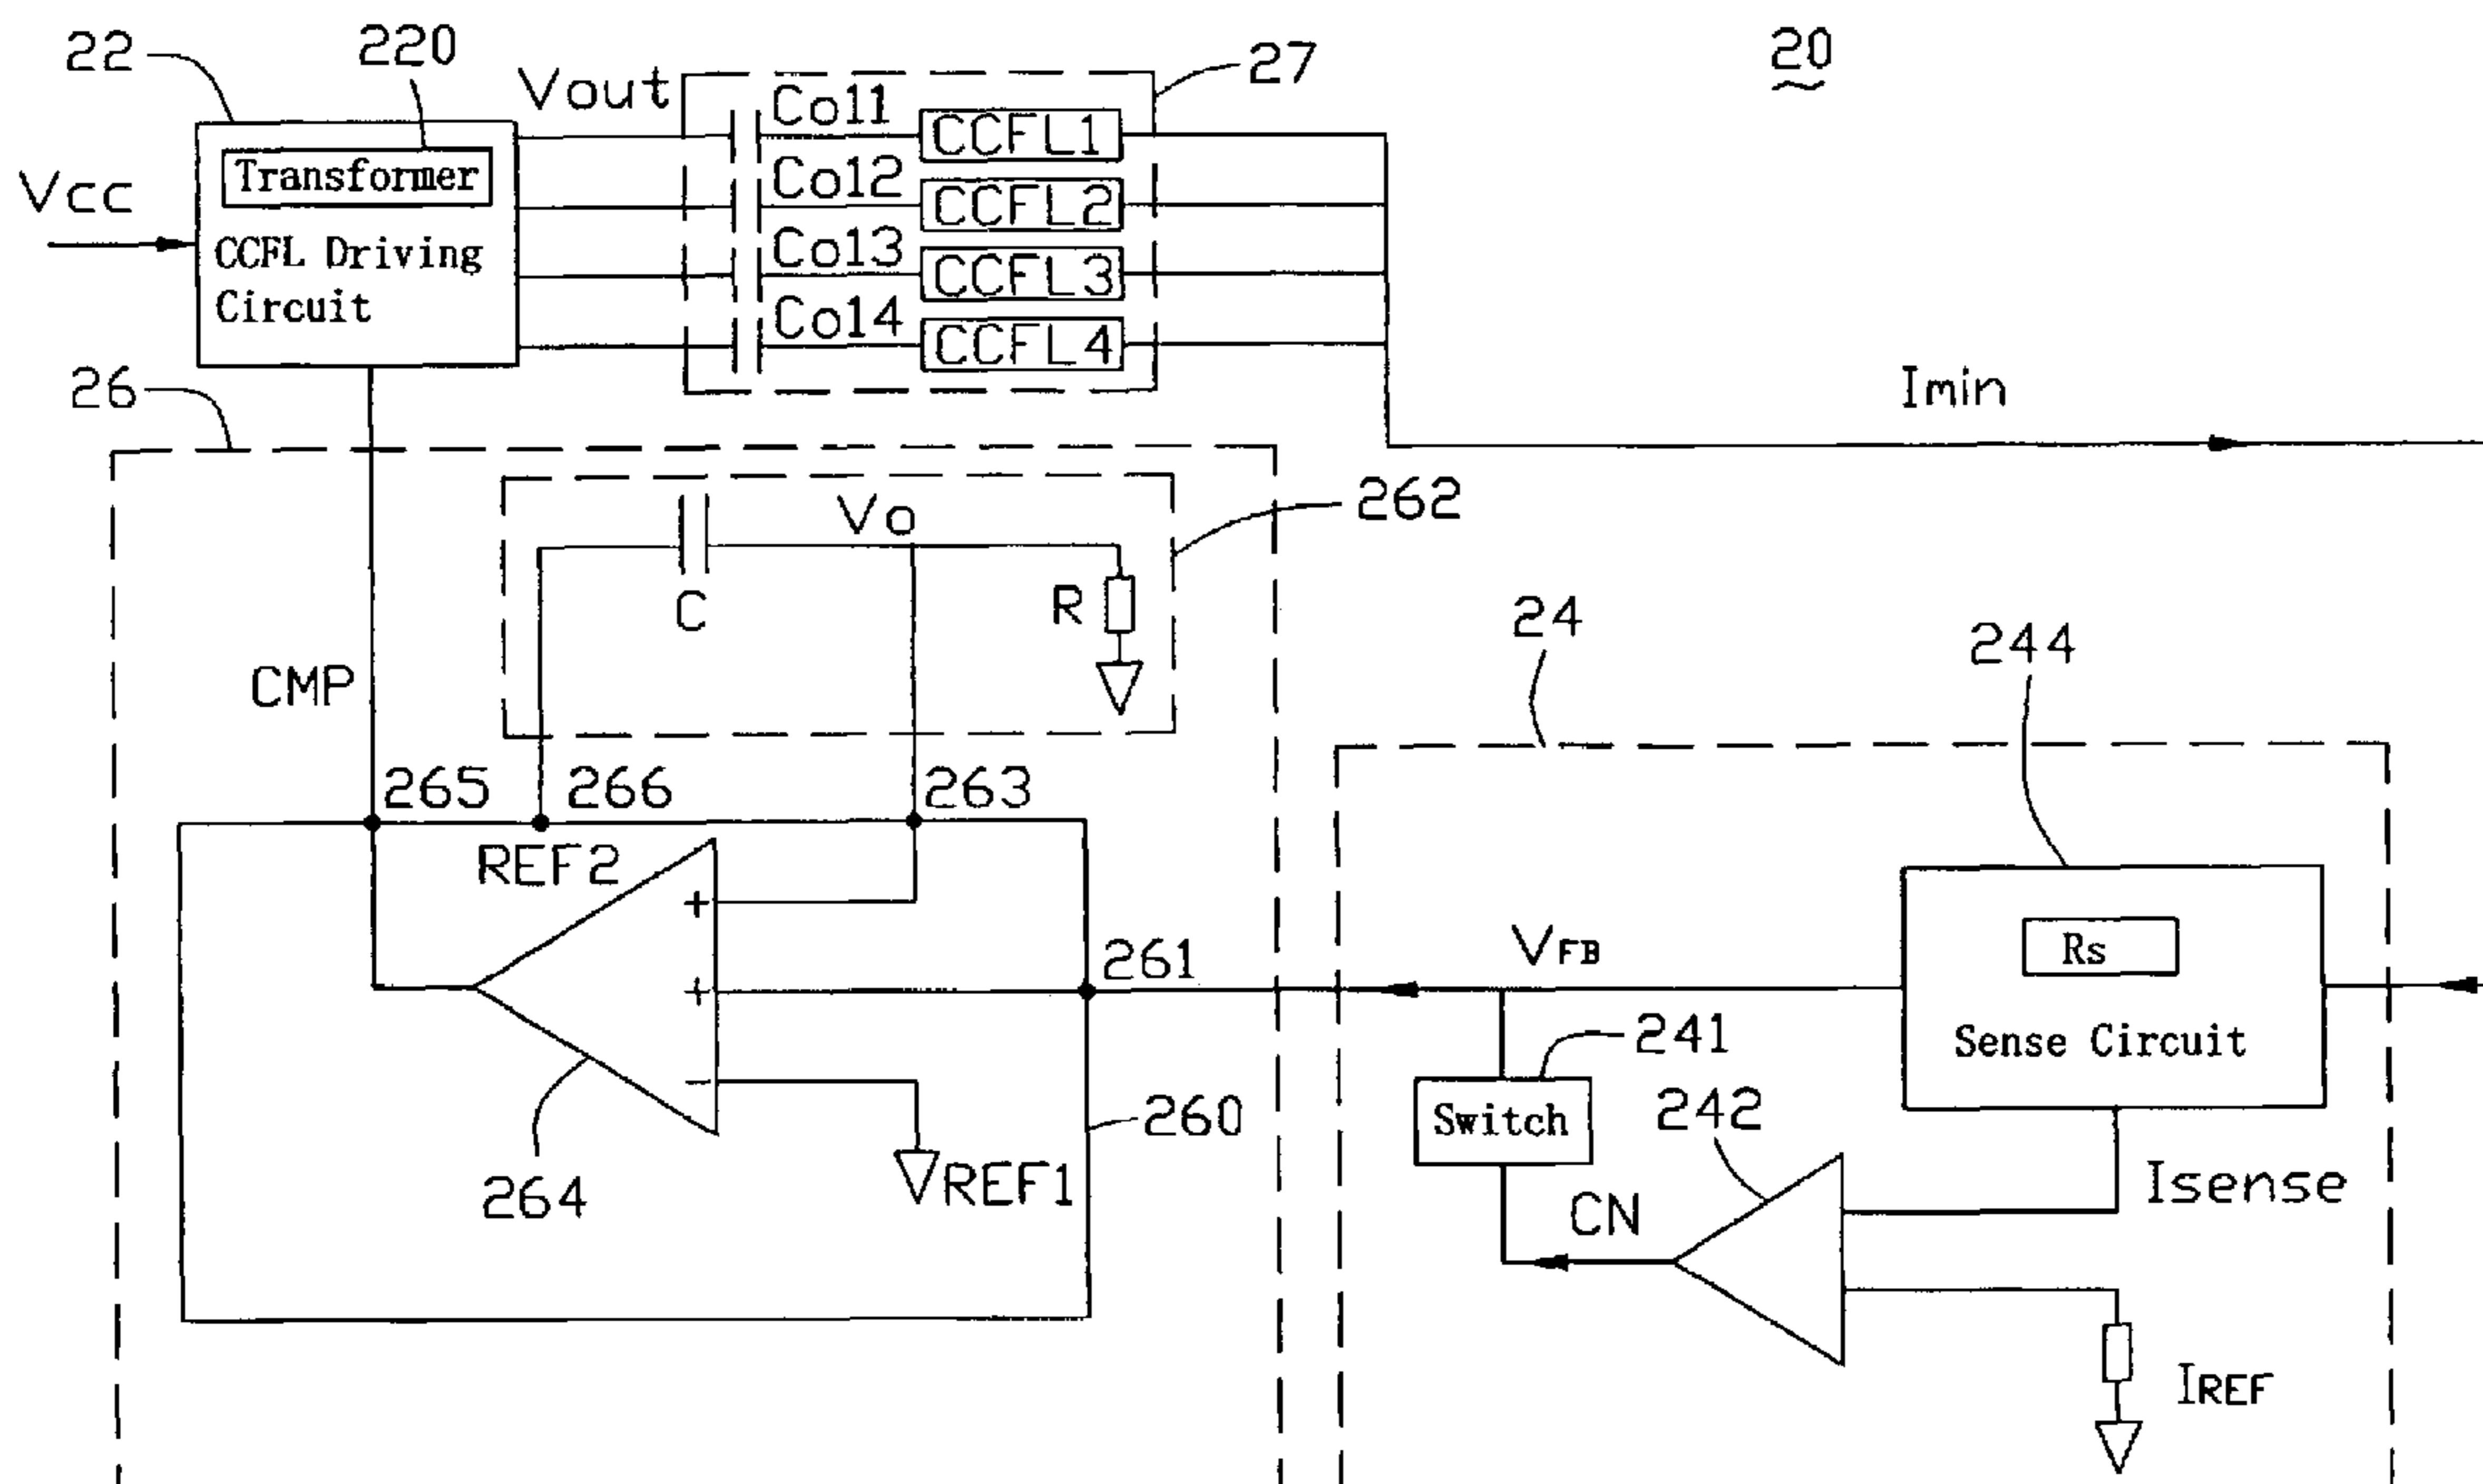 22
220
Vout
27
20
Co11
CCFL1
Transformer
Co12
CCFL2
Vcc
CCFL Driving
Circuit
Co13
CCFL3
Co14
CCFL4
26
Imin
262
Vo
C
R
24
244
CMP
265
266
263
REF2
+
261
VFB
Rs
+
241
Sense Circuit
−
Switch
242
260
264
REF1
Isense
CN
IREF